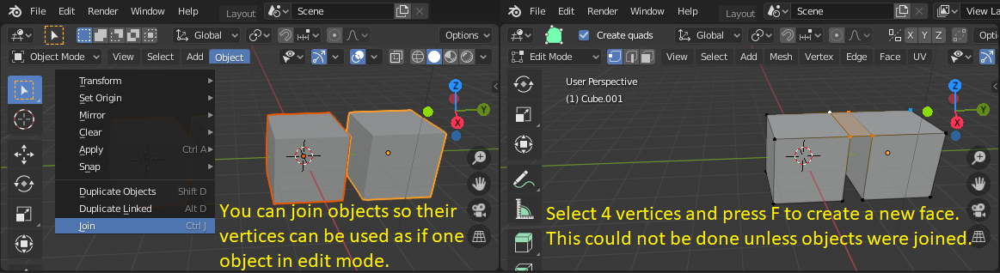 File Edit Render Window Help Layout Scene
Global Options
Object Mode View Select Add Object
Transform
Set Origin
Mirror
Clear
Apply Ctrl A
Snap
Duplicate Objects Shift D
Duplicate Linked Alt D
Join Ctrl J
Z
Y
X
You can join objects so their
vertices can be used as if one
object in edit mode.
File Edit Render Window Help Layout Scene View La
Create quads Global X Y Z Opti
Edit Mode View Select Add Mesh Vertex Edge Face UV
User Perspective
(1) Cube.001
Z
Y
X
Select 4 vertices and press F to create a new face.
This could not be done unless objects were joined.